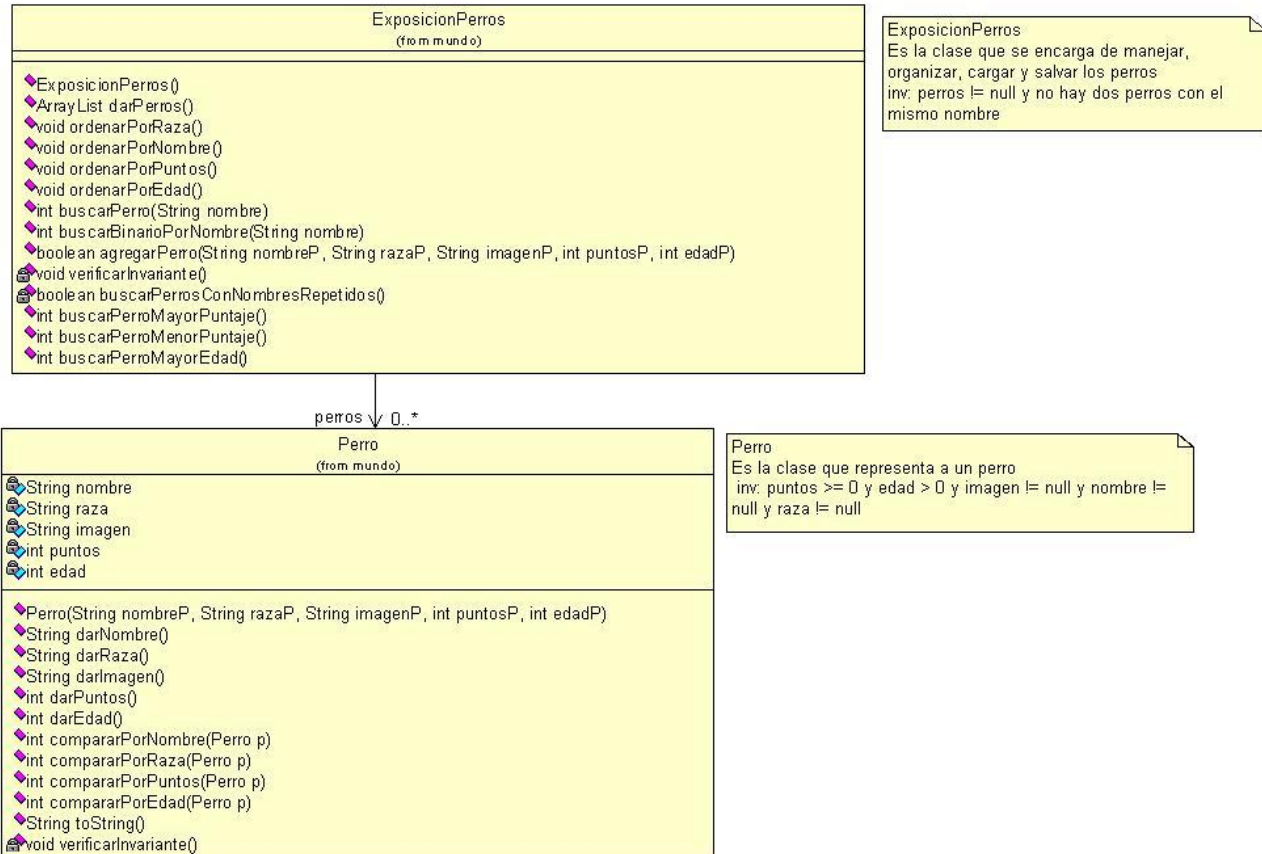 ExposicionPerros
(from mundo)
ExposicionPerros()
ArrayList darPerros()
void ordenarPorRaza()
void ordenarPorNombre()
void ordenarPorPuntos()
void ordenarPorEdad()
int buscarPerro(String nombre)
int buscarBinarioPorNombre(String nombre)
boolean agregarPerro(String nombreP, String razaP, String imagenP, int puntosP, int edadP)
void verificarInvariante()
boolean buscarPerrosConNombresRepetidos()
int buscarPerroMayorPuntaje()
int buscarPerroMenorPuntaje()
int buscarPerroMayorEdad()
ExposicionPerros
Es la clase que se encarga de manejar,
organizar, cargar y salvar los perros
inv: perros != null y no hay dos perros con el
mismo nombre
perros 0..*
Perro
(from mundo)
String nombre
String raza
String imagen
int puntos
int edad
Perro(String nombreP, String razaP, String imagenP, int puntosP, int edadP)
String darNombre()
String darRaza()
String darImagen()
int darPuntos()
int darEdad()
int compararPorNombre(Perro p)
int compararPorRaza(Perro p)
int compararPorPuntos(Perro p)
int compararPorEdad(Perro p)
String toString()
void verificarInvariante()
Perro
Es la clase que representa a un perro
inv: puntos >= 0 y edad > 0 y imagen != null y nombre !=
null y raza != null